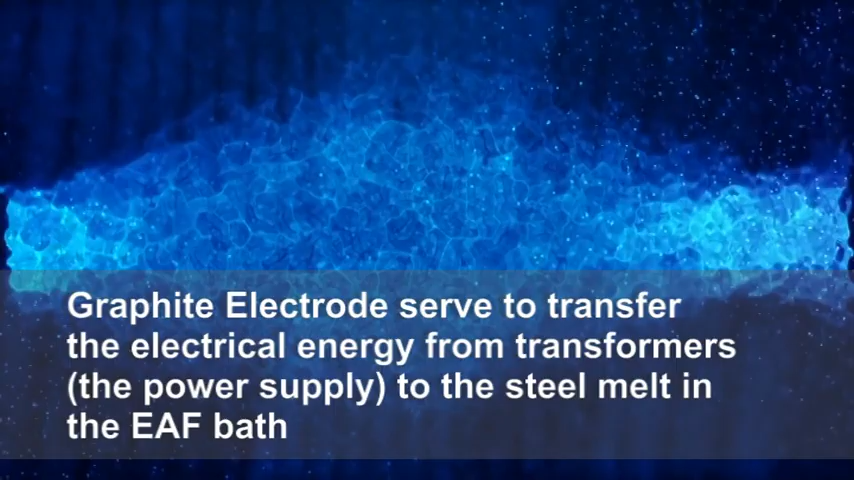 Graphite Electrode serve to transfer
the electrical energy from transformers
(the power supply) to the steel melt in
the EAF bath